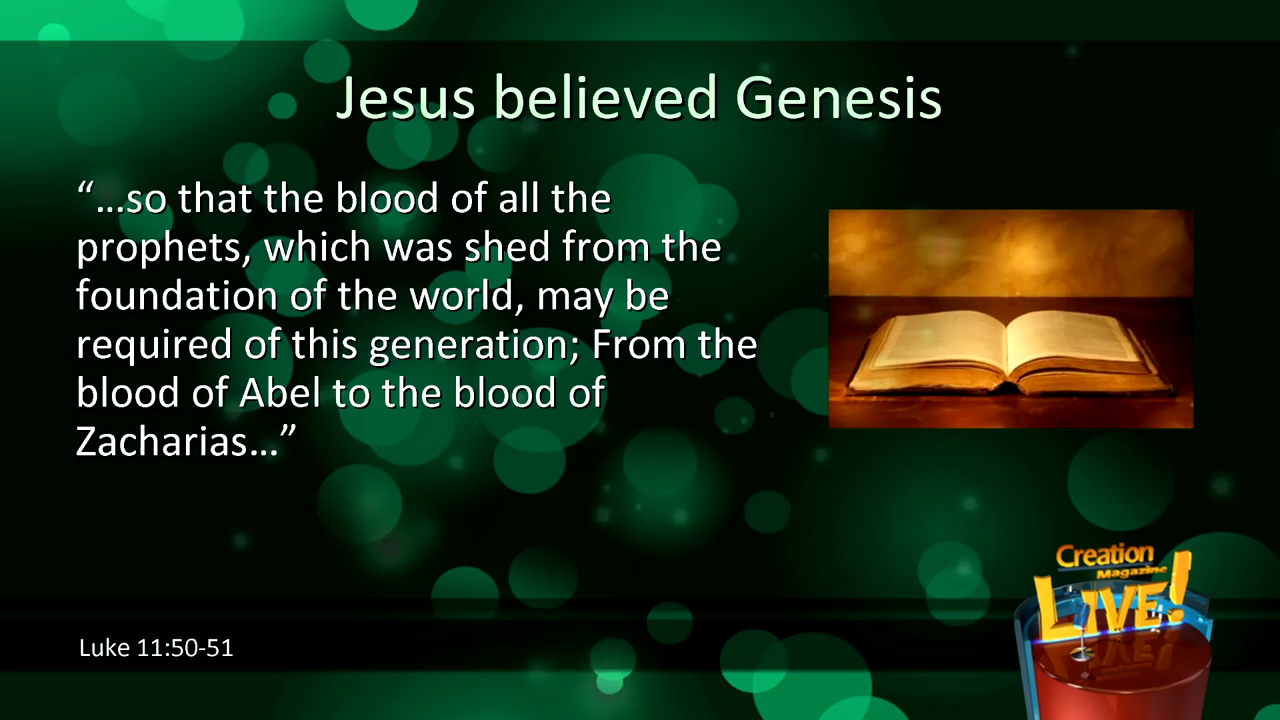 Jesus believed Genesis
“…so that the blood of all the
prophets, which was shed from the
foundation of the world, may be
required of this generation; From the
blood of Abel to the blood of
Zacharias…”
Luke 11:50-51
Creation
Magazine
LIVE!